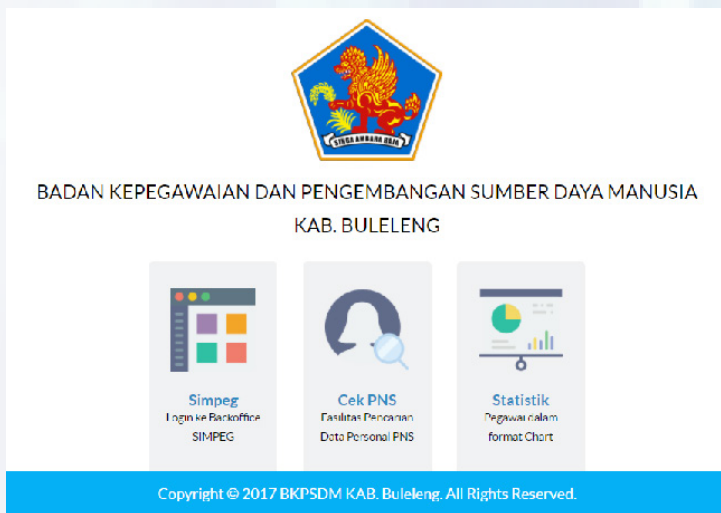 SINGA AMBARA RAJA
BADAN KEPEGAWAIAN DAN PENGEMBANGAN SUMBER DAYA MANUSIA
KAB. BULELENG
Simpeg
Login ke Backoffice
SIMPEG
Cek PNS
Fasilitas Pencarian
Data Personal PNS
Statistik
Pegawai dalam
format Chart
Copyright © 2017 BKPSDM KAB. Buleleng. All Rights Reserved.